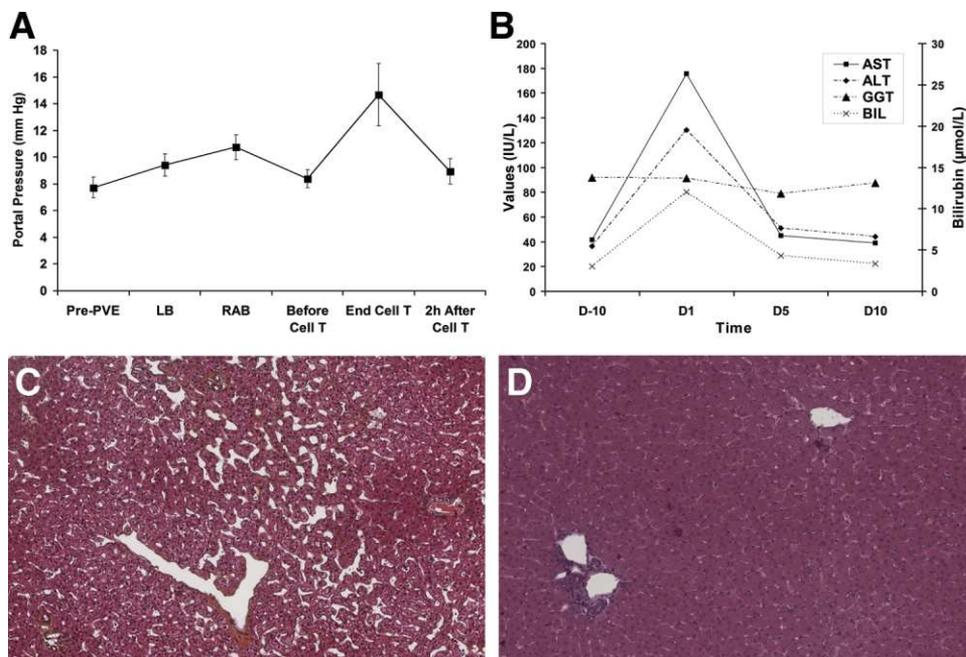 A
18
16
14
12
10
8
6
4
2
0
Portal Pressure (mm Hg)
Pre-PVE LB RAB Before Cell T End Cell T 2h After Cell T
B
200
180
160
140
120
100
80
60
40
20
0
Values (IU/L)
AST
ALT
GGT
BIL
30
25
20
15
10
5
0
Bilirubin (µmol/L)
D-10 D1 D5 D10
Time
C
D